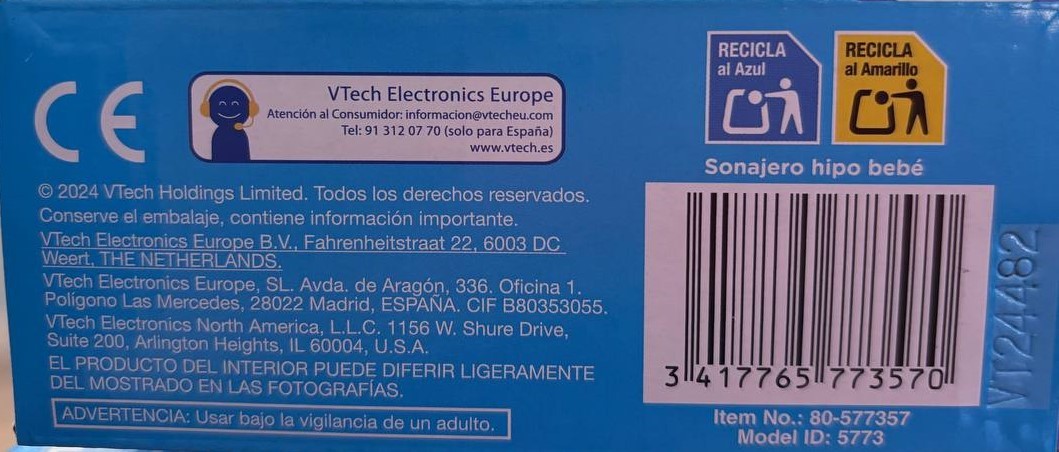 CE
VTech Electronics Europe
Atención al Consumidor: informacion@vtecheu.com
Tel: 91 312 07 70 (solo para España)
www.vtech.es
RECICLA
al Azul
RECICLA
al Amarillo
© 2024 VTech Holdings Limited. Todos los derechos reservados.
Conserve el embalaje, contiene información importante.
VTech Electronics Europe B.V., Fahrenheitstraat 22, 6003 DC
Weert, THE NETHERLANDS.
VTech Electronics Europe, SL. Avda. de Aragón, 336. Oficina 1.
Polígono Las Mercedes, 28022 Madrid, ESPAÑA. CIF B80353055.
VTech Electronics North America, L.L.C. 1156 W. Shure Drive,
Suite 200, Arlington Heights, IL 60004, U.S.A.
EL PRODUCTO DEL INTERIOR PUEDE DIFERIR LIGERAMENTE
DEL MOSTRADO EN LAS FOTOGRAFÍAS.
ADVERTENCIA: Usar bajo la vigilancia de un adulto.
Sonajero hipo bebé
3 417765 773570
Item No.: 80-577357
Model ID: 5773
VT24482